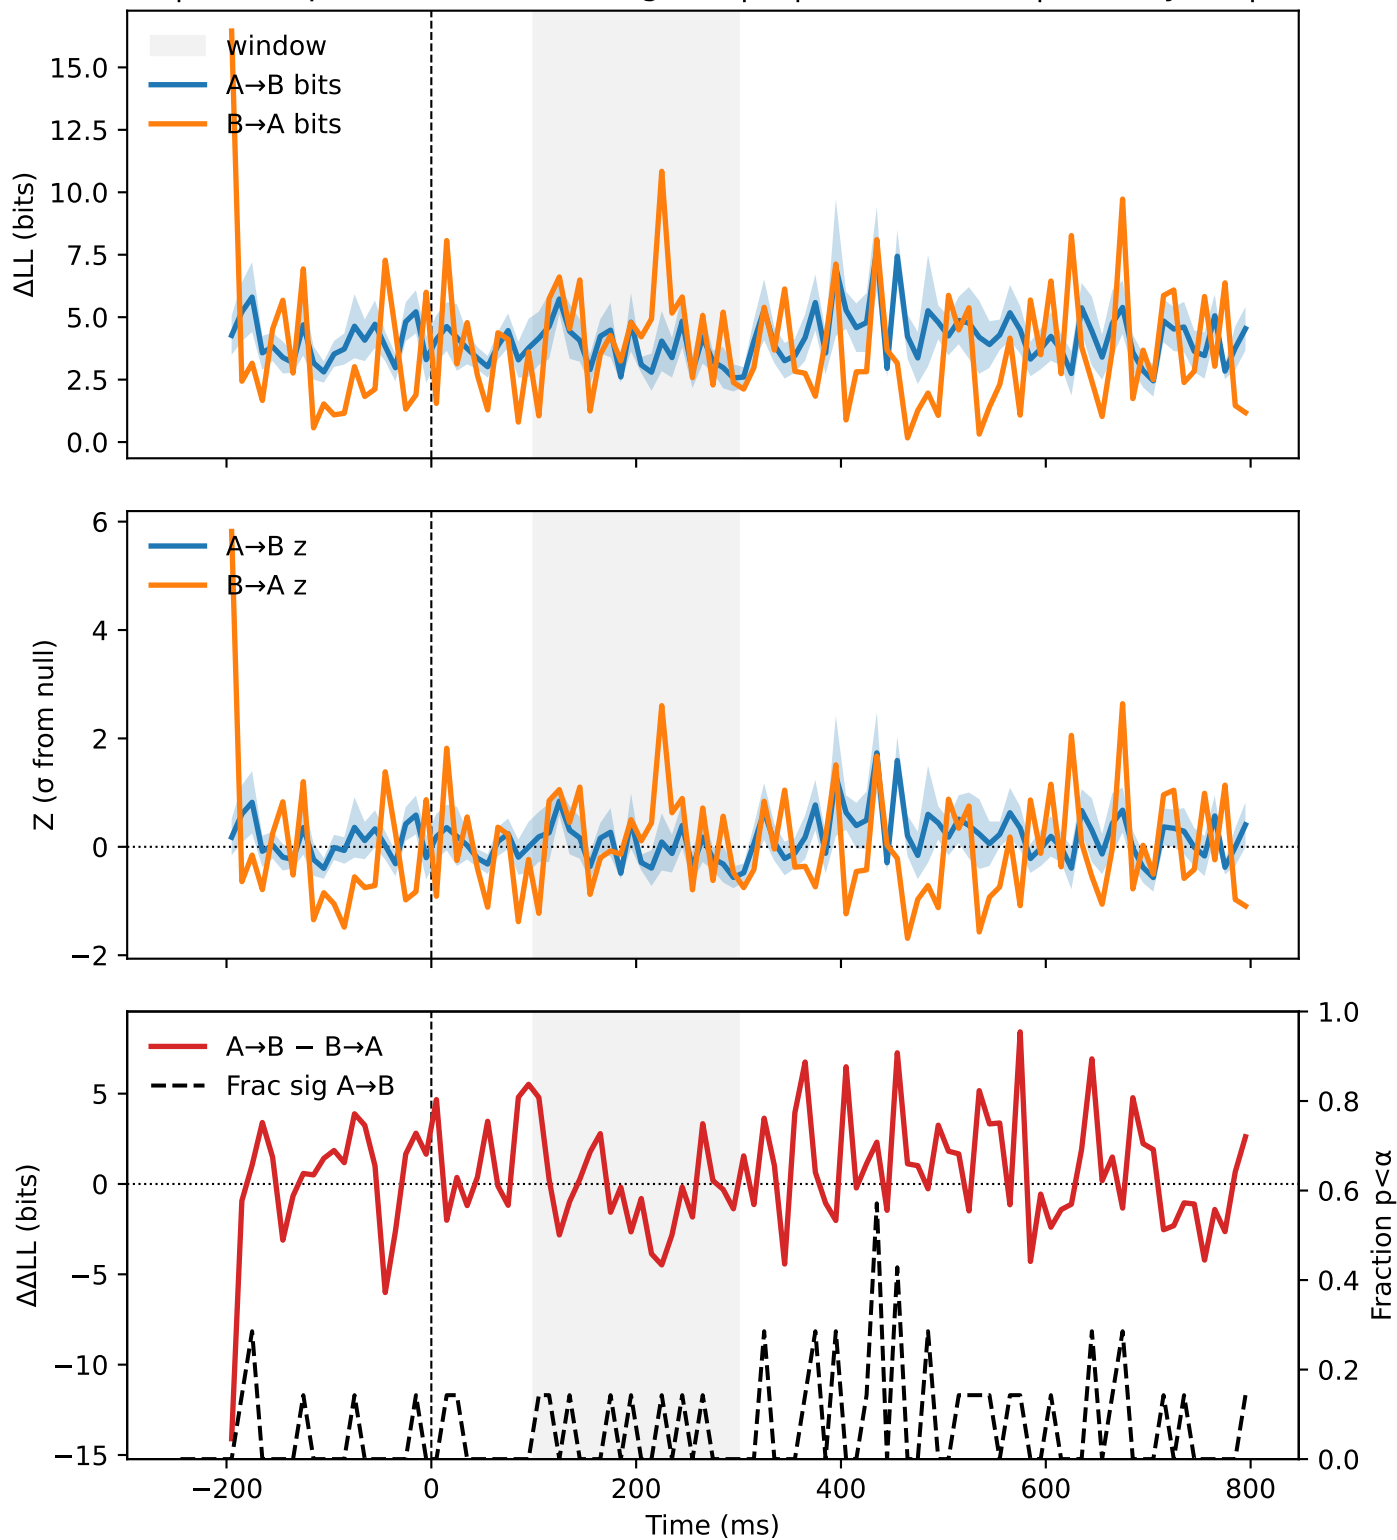 window
A→B bits
B→A bits
15.0
12.5
10.0
7.5
5.0
2.5
0.0
ΔLL (bits)
A→B z
B→A z
6
4
2
0
−2
Z (σ from null)
A→B − B→A
Frac sig A→B
5
0
−5
−10
−15
ΔΔLL (bits)
1.0
0.8
0.6
0.4
0.2
0.0
Fraction p<α
−200
0
200
400
600
800
Time (ms)